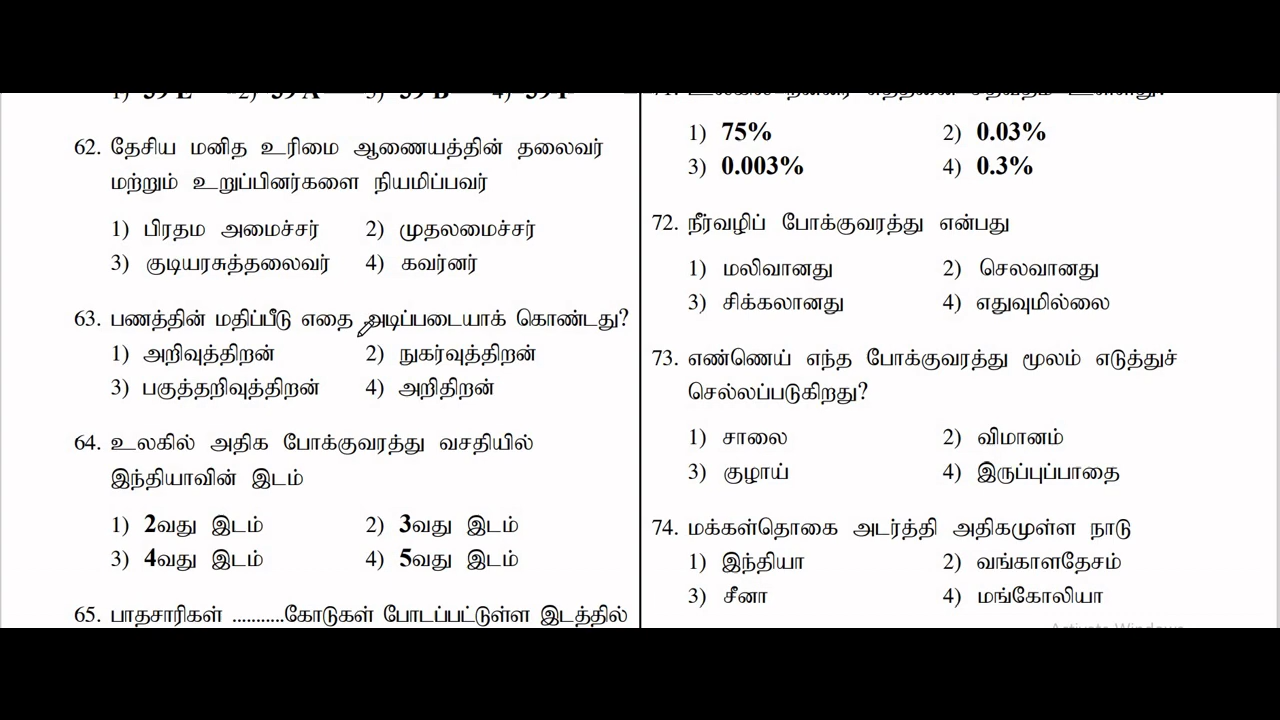 62. தேசிய மனித உரிமை ஆணையத்தின் தலைவர்
மற்றும் உறுப்பினர்களை நியமிப்பவர்
1) பிரதம அமைச்சர் 2) முதலமைச்சர்
3) குடியரசுத்தலைவர் 4) கவர்னர்
63. பணத்தின் மதிப்பீடு எதை அடிப்படையாக் கொண்டது?
1) அறிவுத்திறன் 2) நுகர்வுத்திறன்
3) பகுத்தறிவுத்திறன் 4) அறிதிறன்
64. உலகில் அதிக போக்குவரத்து வசதியில்
இந்தியாவின் இடம்
1) 2வது இடம் 2) 3வது இடம்
3) 4வது இடம் 4) 5வது இடம்
65. பாதசாரிகள் ...........கோடுகள் போடப்பட்டுள்ள இடத்தில்
1) 75% 2) 0.03%
3) 0.003% 4) 0.3%
72. நீர்வழிப் போக்குவரத்து என்பது
1) மலிவானது 2) செலவானது
3) சிக்கலானது 4) எதுவுமில்லை
73. எண்ணெய் எந்த போக்குவரத்து மூலம் எடுத்துச்
செல்லப்படுகிறது?
1) சாலை 2) விமானம்
3) குழாய் 4) இருப்புப்பாதை
74. மக்கள்தொகை அடர்த்தி அதிகமுள்ள நாடு
1) இந்தியா 2) வங்காளதேசம்
3) சீனா 4) மங்கோலியா